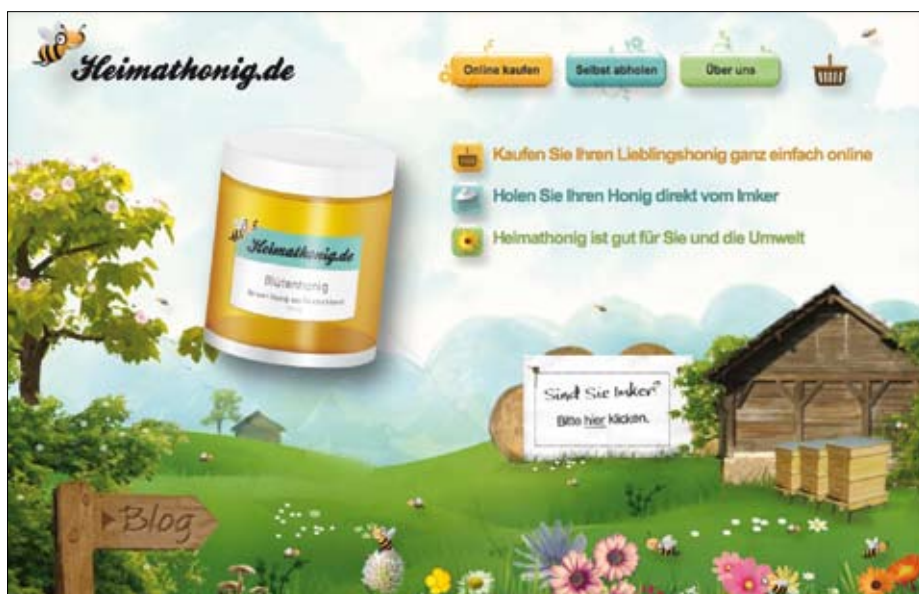 Heimathonig.de
Online kaufen
Selbst abholen
Über uns
Kaufen Sie Ihren Lieblingshonig ganz einfach online
Holen Sie Ihren Honig direkt vom Imker
Heimathonig ist gut für Sie und die Umwelt
Heimathonig.de
Blütenhonig
Sind Sie Imker?
Bitte hier klicken.
Blog